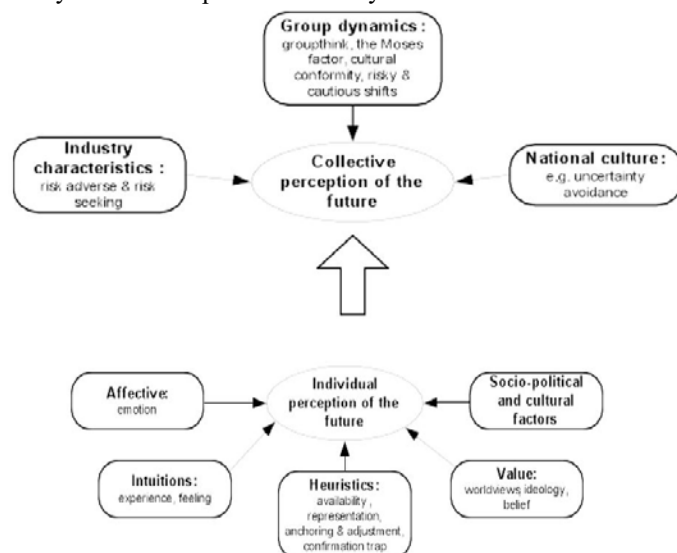 Group dynamics :
groupthink, the Moses
factor, cultural
conformity, risky &
cautious shifts
Industry
characteristics :
risk adverse & risk
seeking
Collective
perception of the
future
National culture :
e.g. uncertainty
avoidance
Affective:
emotion
Individual
perception of the
future
Socio-political
and cultural
factors
Intuitions:
experience, feeling
Heuristics:
availability ,
representation,
anchoring & adjustment,
confirmation trap
Value:
worldviews, ideology,
belief